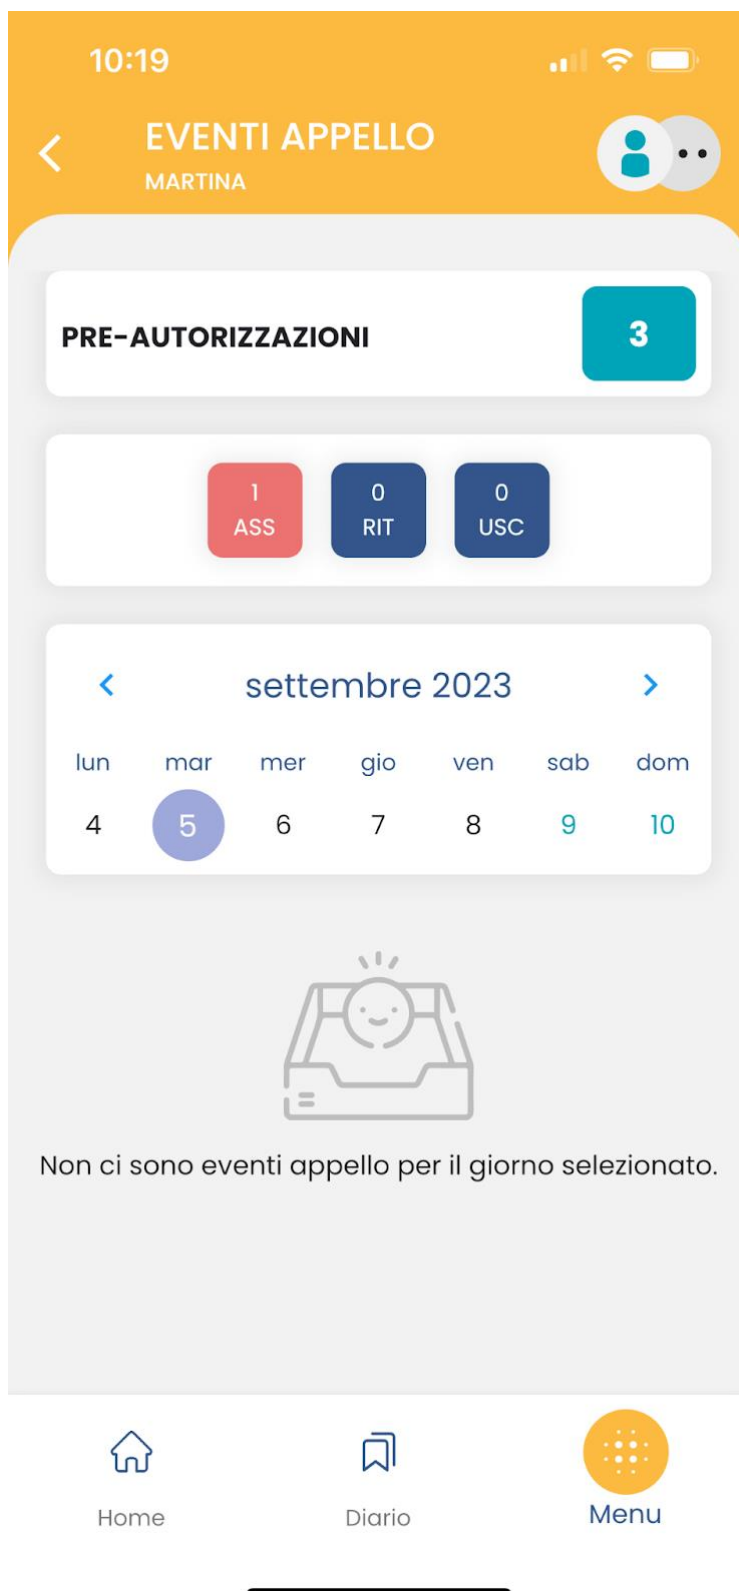 10:19
EVENTI APPELLO
MARTINA
PRE-AUTORIZZAZIONI 3
1 0 0
ASS RIT USC
settembre 2023
lun mar mer gio ven sab dom
4 5 6 7 8 9 10
Non ci sono eventi appello per il giorno selezionato.
Home Diario Menu